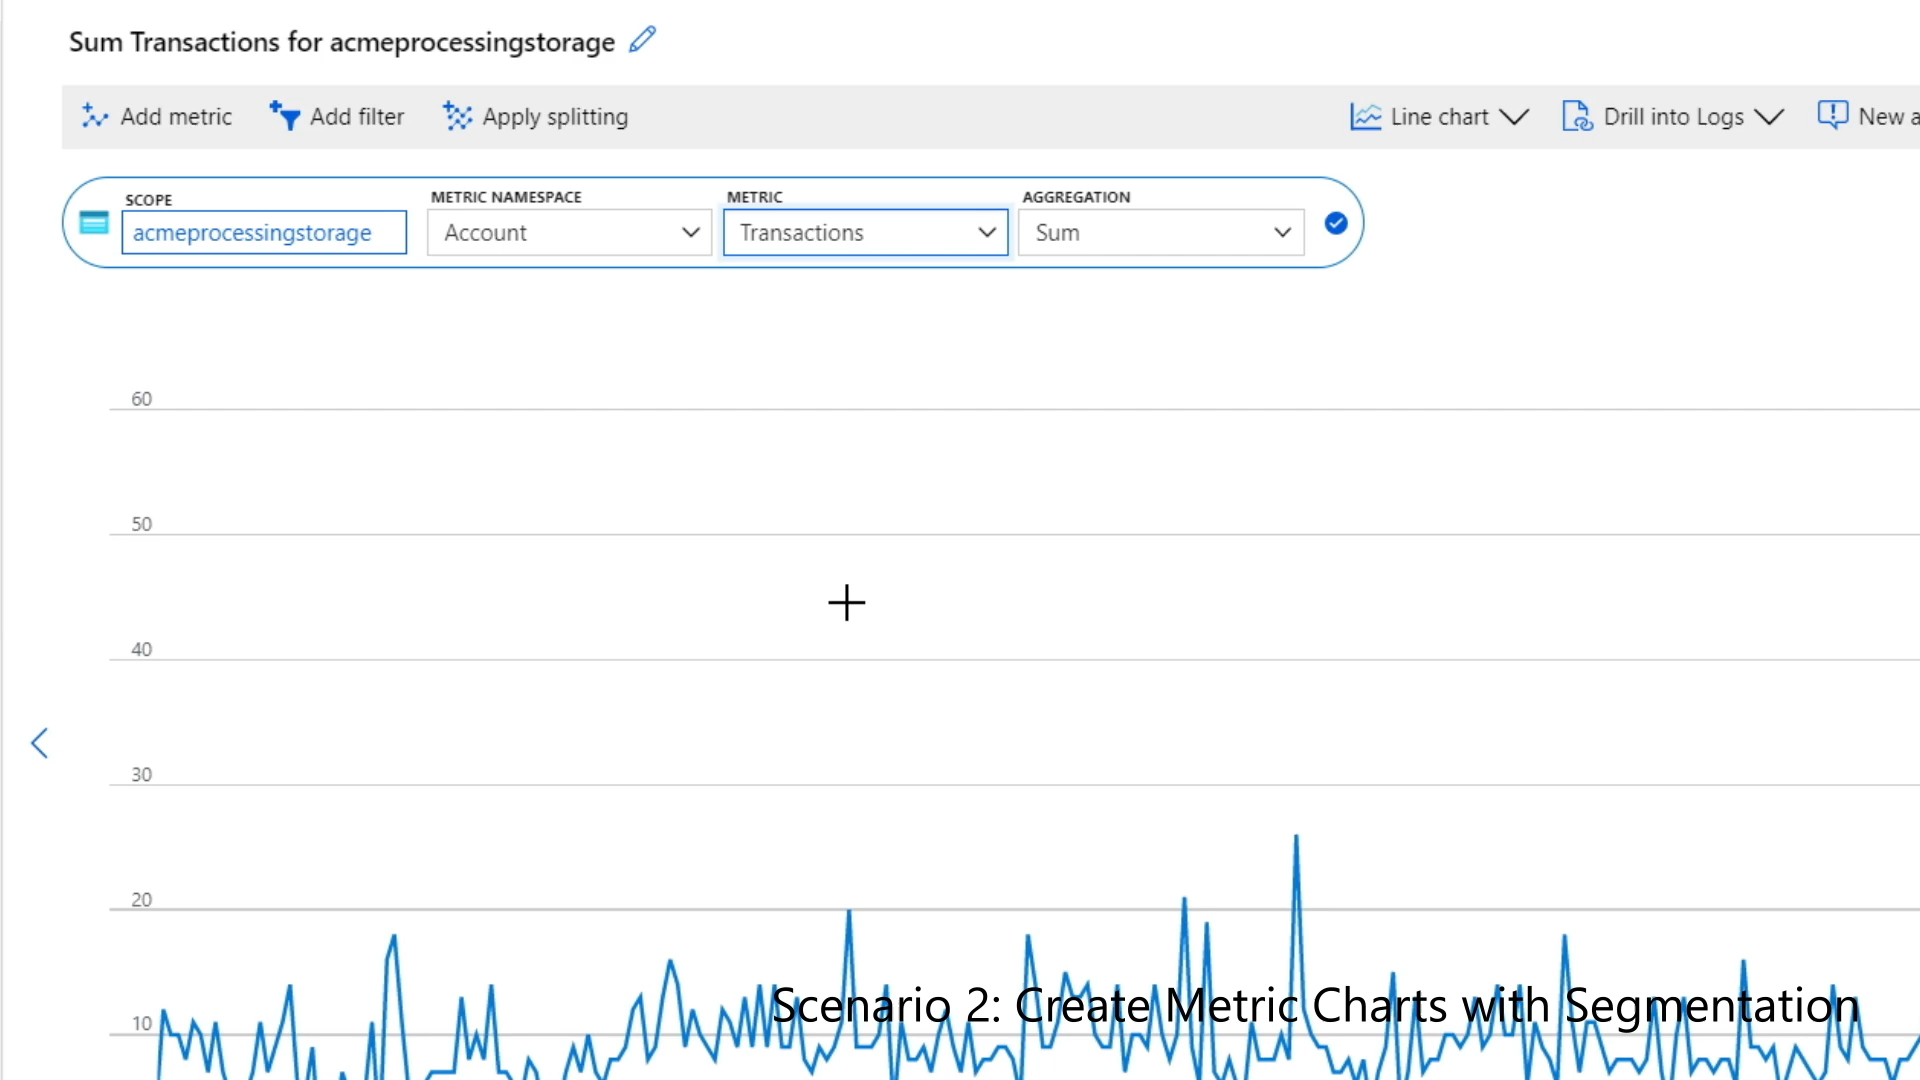 Sum Transactions for acmeprocessingstorage
Add metric
Add filter
Apply splitting
Line chart
Drill into Logs
New a
SCOPE
METRIC NAMESPACE
METRIC
AGGREGATION
acmeprocessingstorage
Account
Transactions
Sum
60
50
40
30
20
10
Scenario 2: Create Metric Charts with Segmentation